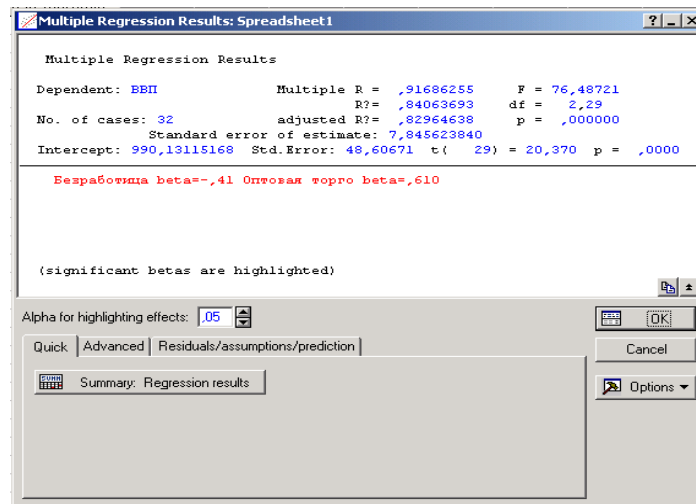 Multiple Regression Results: Spreadsheet1
Multiple Regression Results
Dependent: ВВП Multiple R = ,91686255 F = 76,48721
R?= ,84063693 df = 2,29
No. of cases: 32 adjusted R?= ,82964638 p = ,000000
Standard error of estimate: 7,845623840
Intercept: 990,13115168 Std.Error: 48,60671 t( 29) = 20,370 p = ,0000
Безработица beta=-,41 Оптовая торго beta=,610
(significant betas are highlighted)
Alpha for highlighting effects: ,05
OK
Quick Advanced Residuals/assumptions/prediction
Cancel
Summary: Regression results
Options